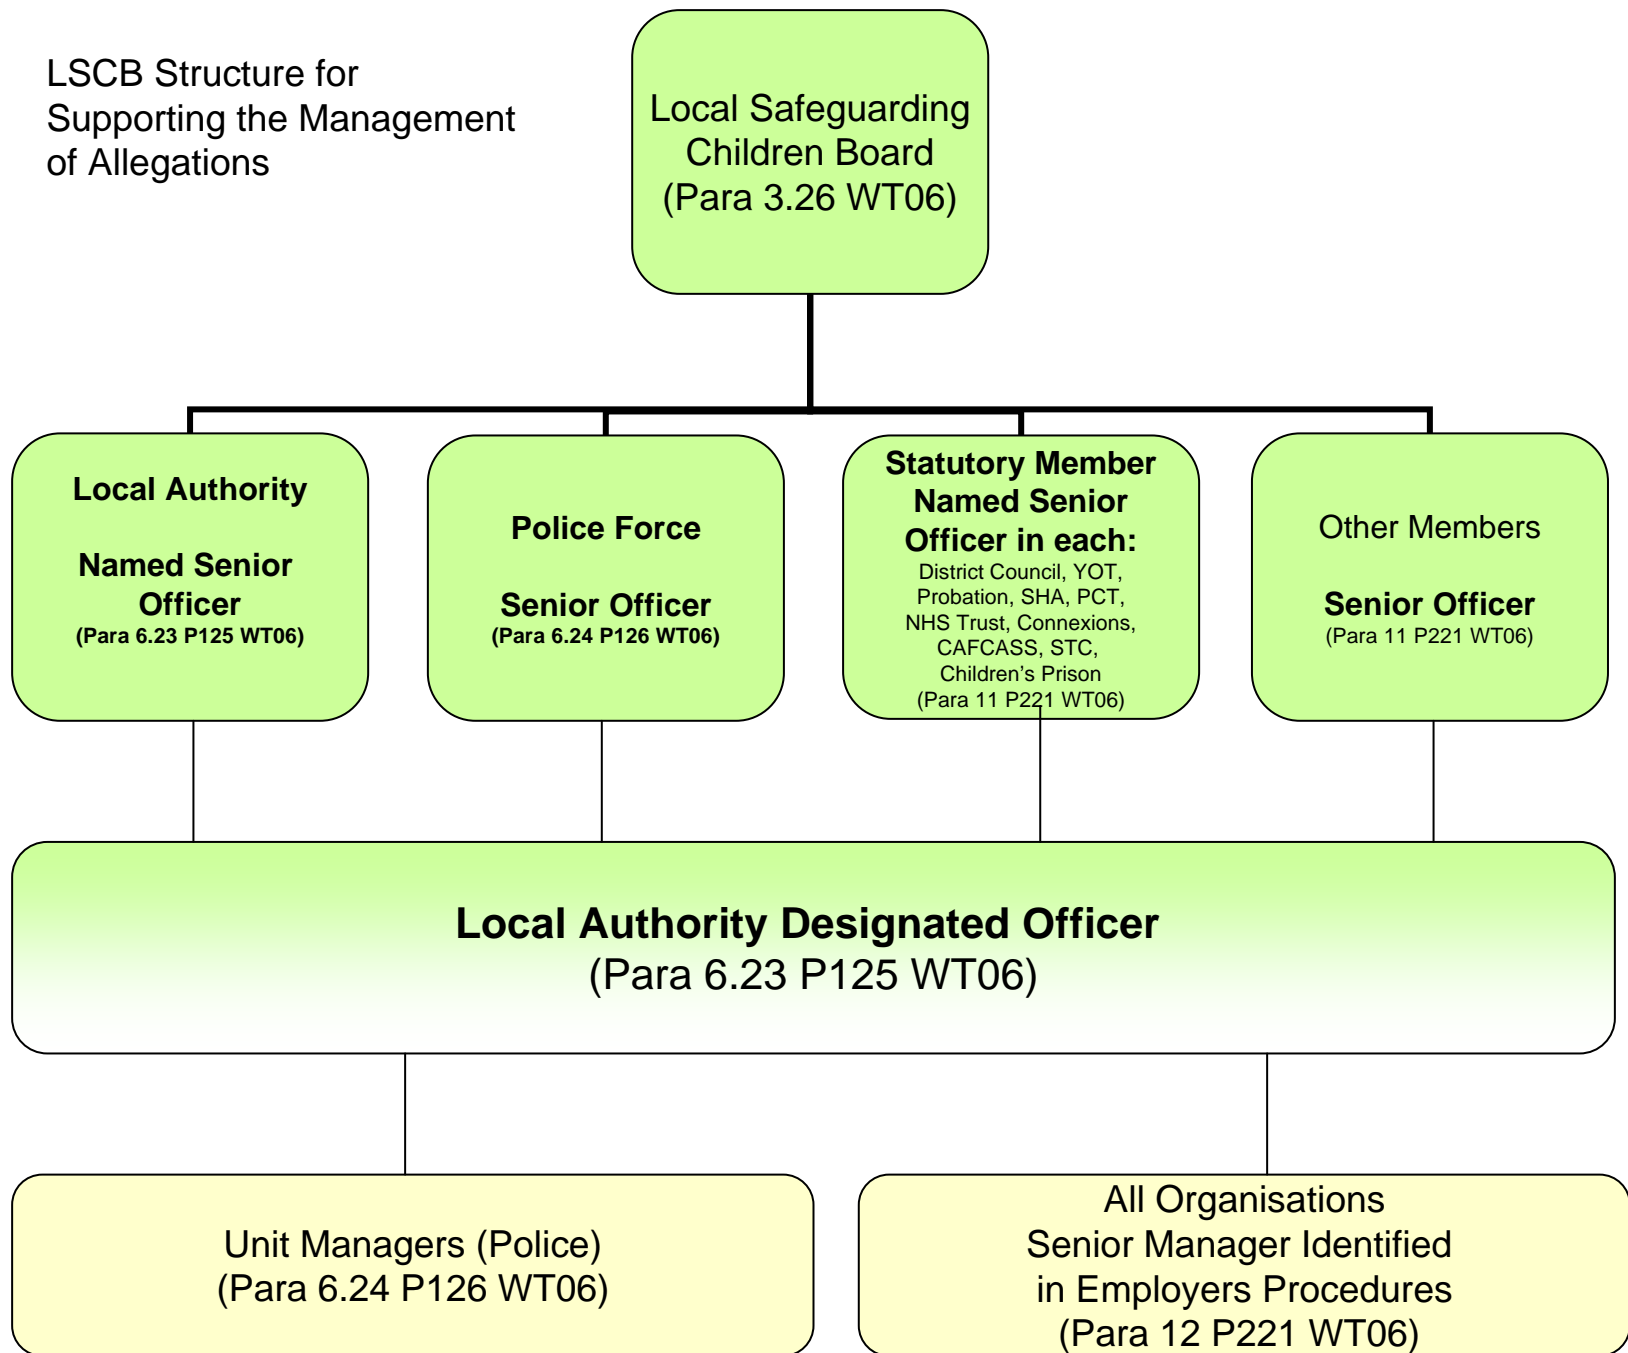 LSCB Structure for
Supporting the Management
of Allegations
Local Safeguarding
Children Board
(Para 3.26 WT06)
Local Authority
Named Senior
Officer
(Para 6.23 P125 WT06)
Police Force
Senior Officer
(Para 6.24 P126 WT06)
Statutory Member
Named Senior
Officer in each:
District Council, YOT,
Probation, SHA, PCT,
NHS Trust, Connexions,
CAFCASS, STC,
Children's Prison
(Para 11 P221 WT06)
Other Members
Senior Officer
(Para 11 P221 WT06)
Local Authority Designated Officer
(Para 6.23 P125 WT06)
Unit Managers (Police)
(Para 6.24 P126 WT06)
All Organisations
Senior Manager Identified
in Employers Procedures
(Para 12 P221 WT06)